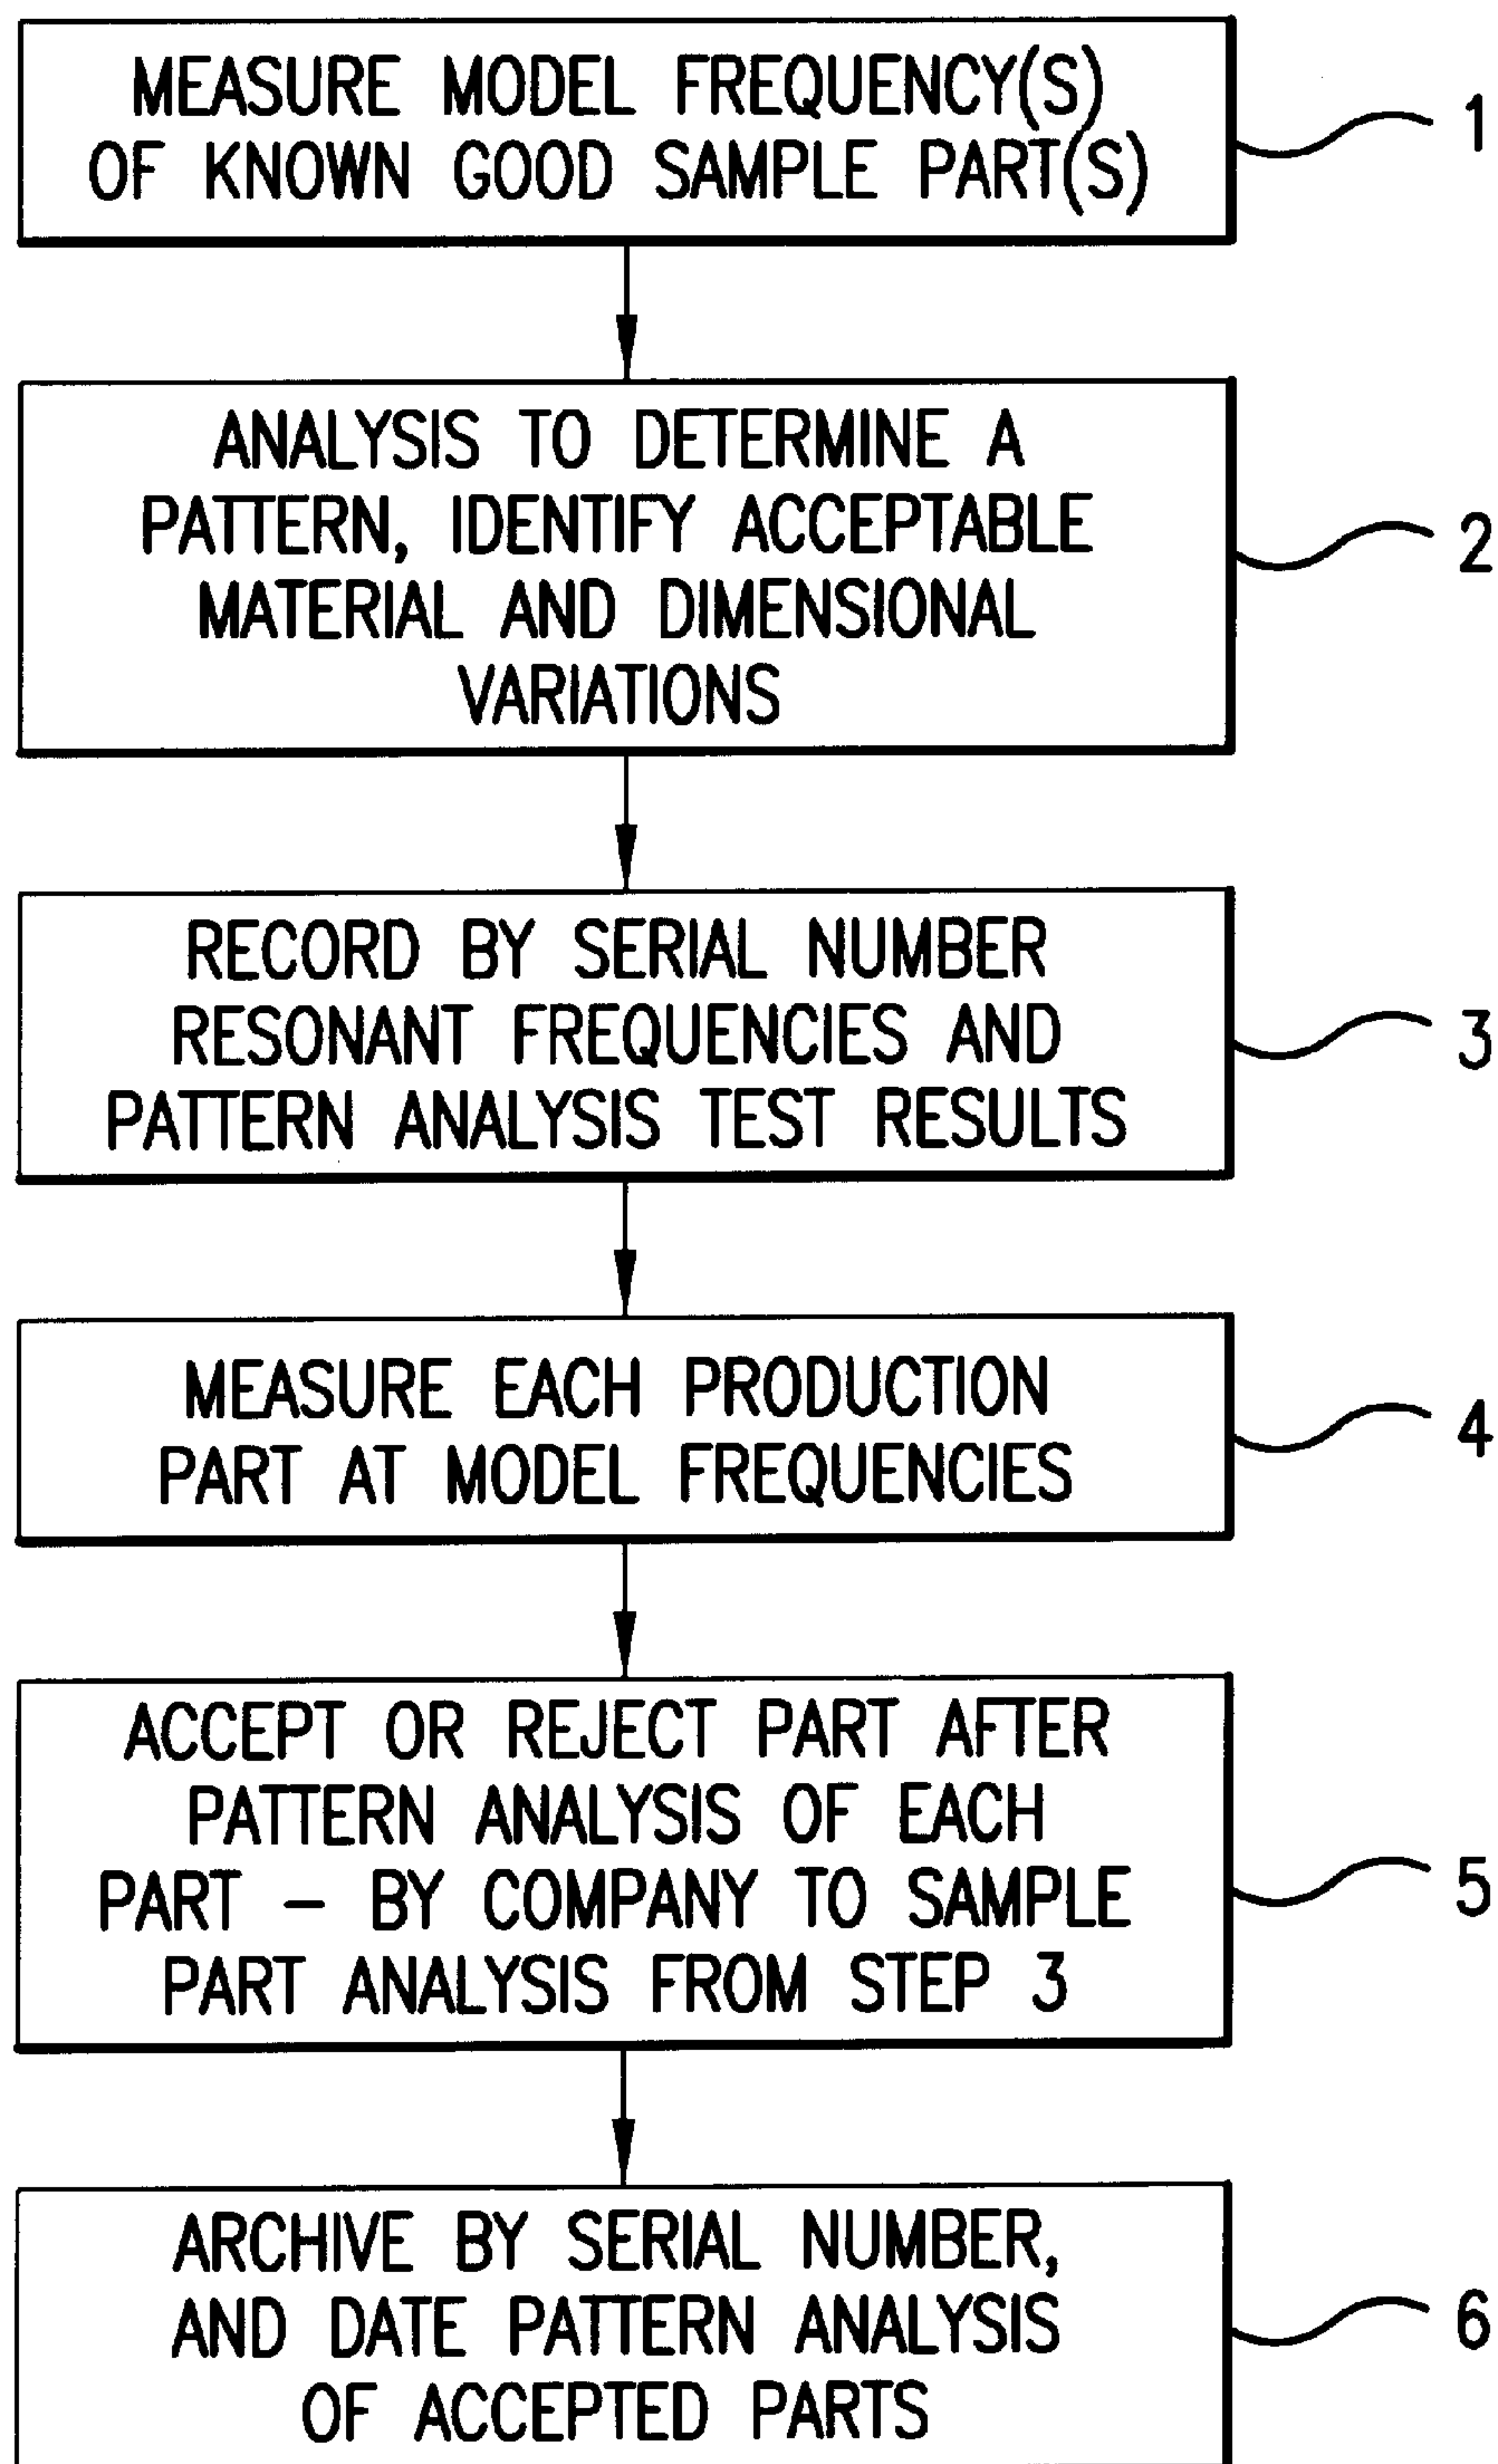 MEASURE MODEL FREQUENCY(S)
OF KNOWN GOOD SAMPLE PART(S)
1
ANALYSIS TO DETERMINE A
PATTERN, IDENTIFY ACCEPTABLE
MATERIAL AND DIMENSIONAL
VARIATIONS
2
RECORD BY SERIAL NUMBER
RESONANT FREQUENCIES AND
PATTERN ANALYSIS TEST RESULTS
3
MEASURE EACH PRODUCTION
PART AT MODEL FREQUENCIES
4
ACCEPT OR REJECT PART AFTER
PATTERN ANALYSIS OF EACH
PART – BY COMPANY TO SAMPLE
PART ANALYSIS FROM STEP 3
5
ARCHIVE BY SERIAL NUMBER,
AND DATE PATTERN ANALYSIS
OF ACCEPTED PARTS
6